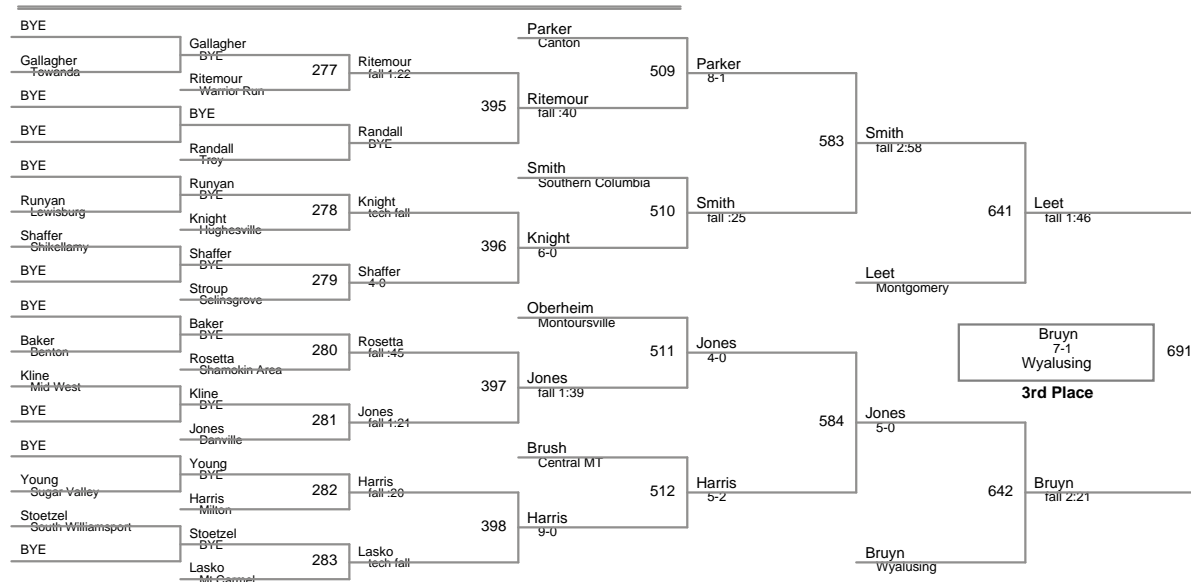 BYE
Gallagher
Towanda
BYE
BYE
BYE
Runyan
Lewisburg
Shaffer
Shikellamy
BYE
BYE
Baker
Benton
Kline
Mid West
BYE
BYE
Young
Sugar Valley
Stoetzel
South Williamsport
BYE
Gallagher
BYE
277
Ritemour
Warrior Run
BYE
Randall
Troy
Runyan
BYE
278
Knight
Hughesville
Shaffer
BYE
279
Stroup
Selinsgrove
Baker
BYE
280
Rosetta
Shamokin Area
Kline
BYE
281
Jones
Danville
Young
BYE
282
Harris
Milton
Stoetzel
BYE
283
Lasko
Mt Carmel
Ritemour
fall 1:22
395
Randall
BYE
Knight
tech fall
396
Shaffer
4-0
Rosetta
fall :45
397
Jones
fall 1:21
Harris
fall :20
398
Lasko
tech fall
Parker
Canton
509
Ritemour
fall :40
Smith
Southern Columbia
510
Knight
6-0
Oberheim
Montoursville
511
Jones
fall 1:39
Brush
Central MT
512
Harris
9-0
Parker
8-1
583
Smith
fall :25
Jones
4-0
584
Harris
5-2
Smith
fall 2:58
641
Leet
Montgomery
Jones
5-0
642
Bruyn
Wyalusing
Leet
fall 1:46
Bruyn
7-1
Wyalusing
691
3rd Place
Bruyn
fall 2:21